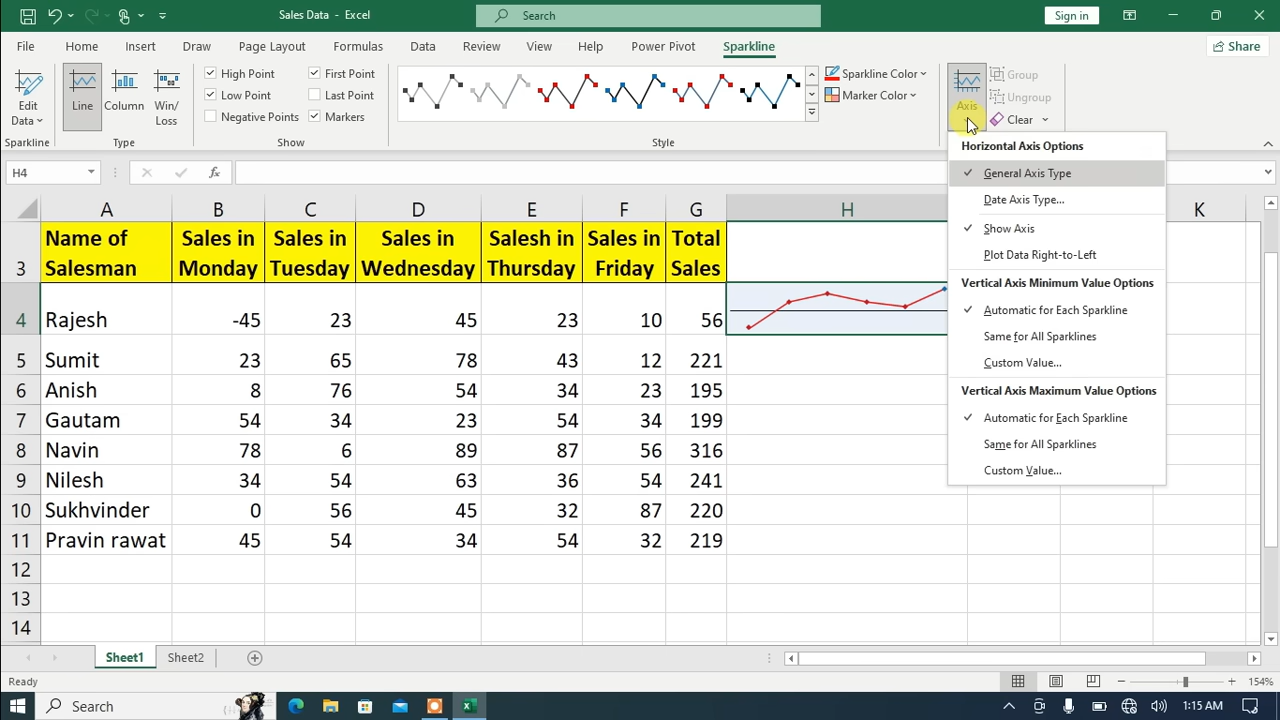 Sales Data - Excel
Search
Sign in
File Home Insert Draw Page Layout Formulas Data Review View Help Power Pivot Sparkline
Share
Edit Data
Line
Column
Win/Loss
High Point
First Point
Low Point
Last Point
Negative Points
Markers
Sparkline Color
Marker Color
Axis
Group
Ungroup
Clear
Sparkline
Type
Show
Style
H4
fx
A B C D E F G H K
3 Name of Salesman Sales in Monday Sales in Tuesday Sales in Wednesday Salesh in Thursday Sales in Friday Total Sales
4 Rajesh -45 23 45 23 10 56
5 Sumit 23 65 78 43 12 221
6 Anish 8 76 54 34 23 195
7 Gautam 54 34 23 54 34 199
8 Navin 78 6 89 87 56 316
9 Nilesh 34 54 63 36 54 241
10 Sukhvinder 0 56 45 32 87 220
11 Pravin rawat 45 54 34 54 32 219
12
13
14
Horizontal Axis Options
General Axis Type
Date Axis Type...
Show Axis
Plot Data Right-to-Left
Vertical Axis Minimum Value Options
Automatic for Each Sparkline
Same for All Sparklines
Custom Value...
Vertical Axis Maximum Value Options
Automatic for Each Sparkline
Same for All Sparklines
Custom Value...
Sheet1 Sheet2
Ready
154%
Search
1:15 AM